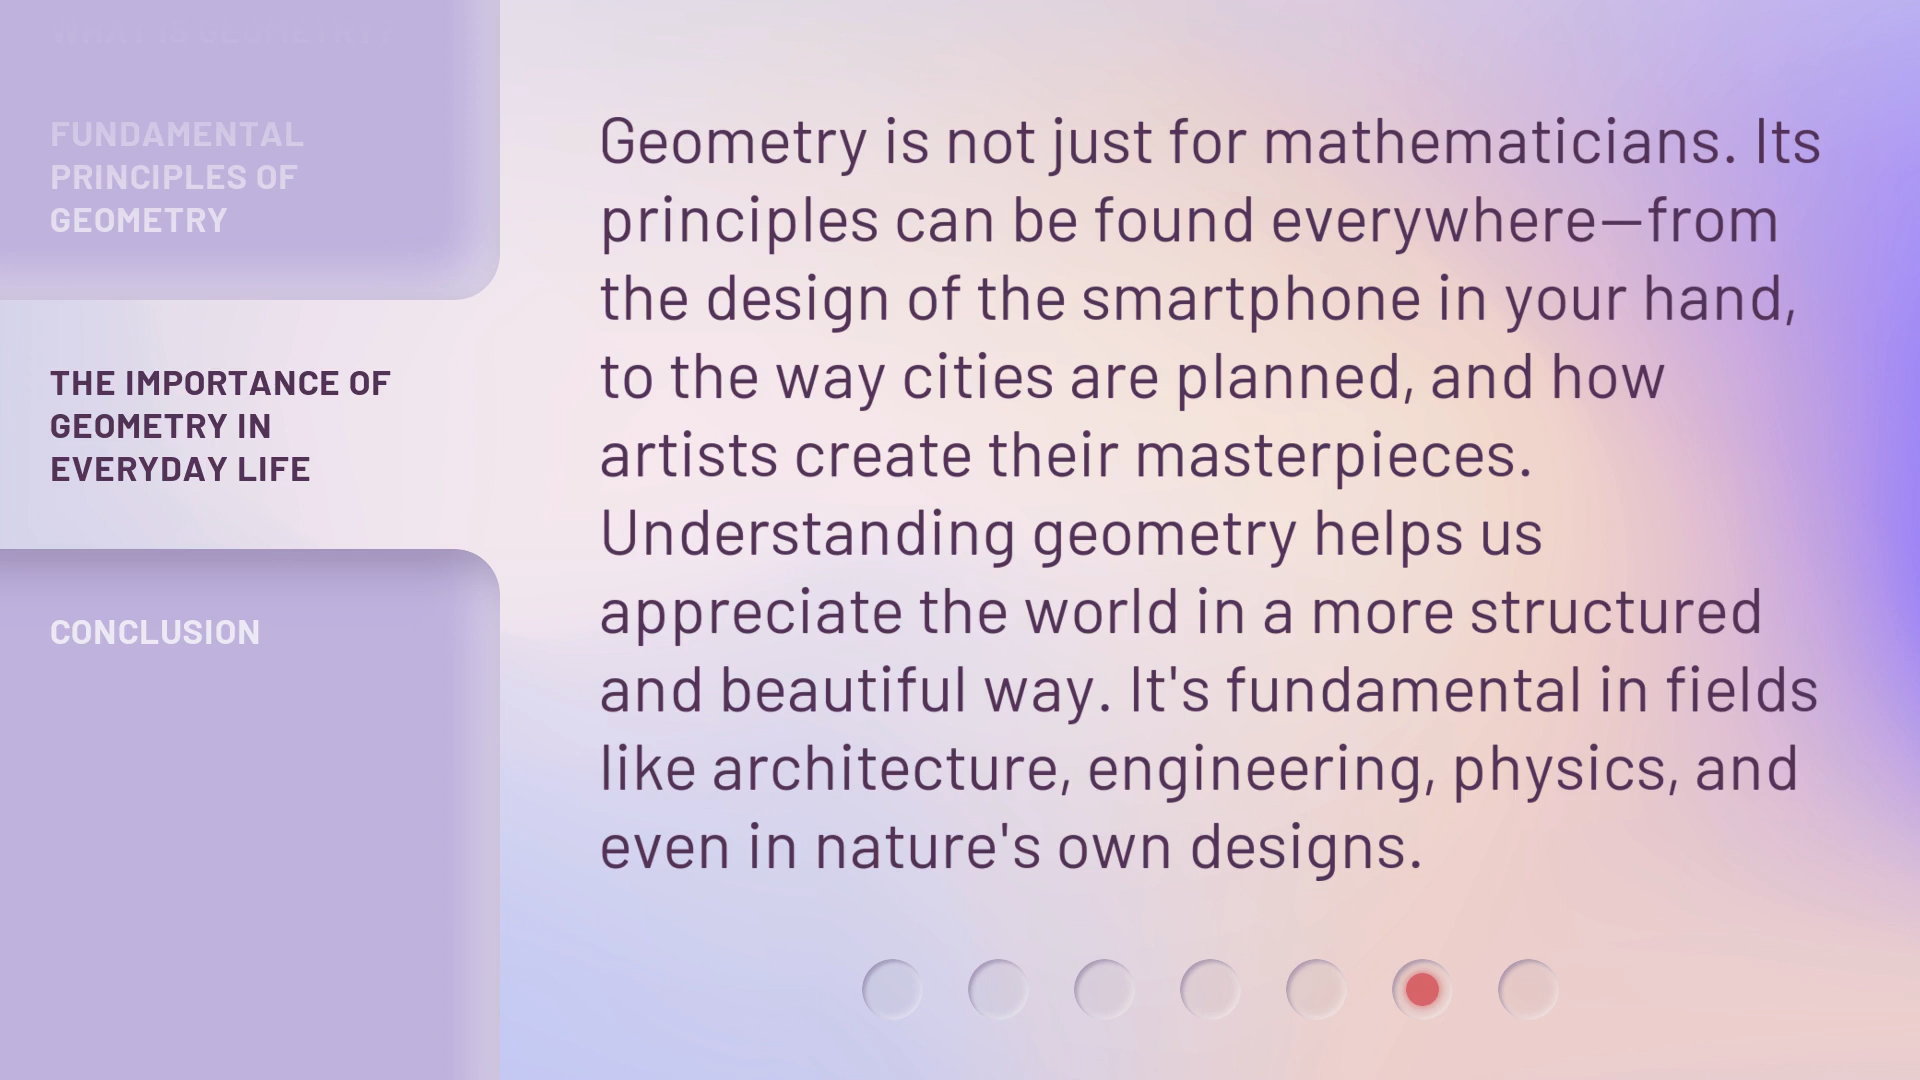 WHAT IS GEOMETRY?
FUNDAMENTAL
PRINCIPLES OF
GEOMETRY
THE IMPORTANCE OF
GEOMETRY IN
EVERYDAY LIFE
CONCLUSION
Geometry is not just for mathematicians. Its
principles can be found everywhere—from
the design of the smartphone in your hand,
to the way cities are planned, and how
artists create their masterpieces.
Understanding geometry helps us
appreciate the world in a more structured
and beautiful way. It's fundamental in fields
like architecture, engineering, physics, and
even in nature's own designs.